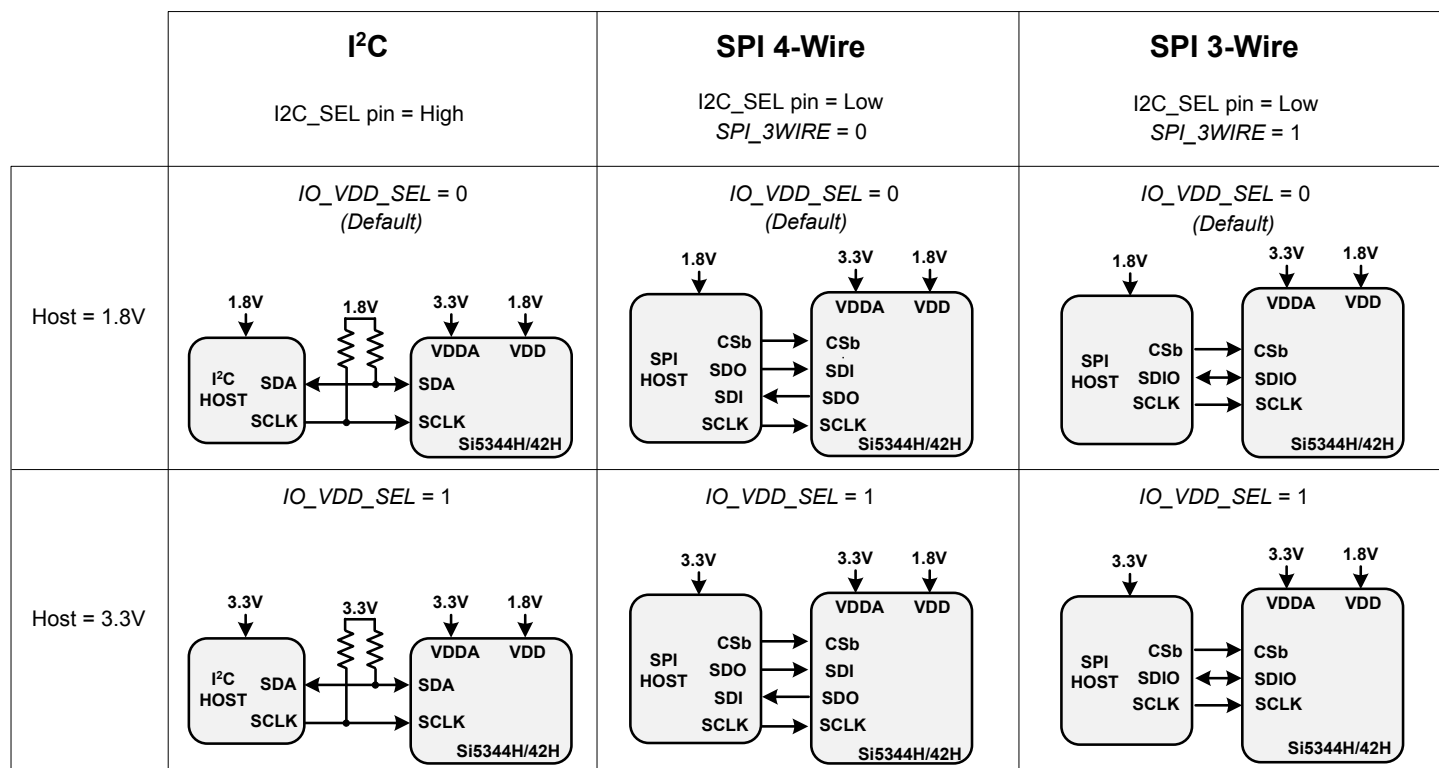 I²C
I2C_SEL pin = High
SPI 4-Wire
I2C_SEL pin = Low
SPI_3WIRE = 0
SPI 3-Wire
I2C_SEL pin = Low
SPI_3WIRE = 1
Host = 1.8V
IO_VDD_SEL = 0
(Default)
1.8V 1.8V 3.3V 1.8V
VDDA VDD
I²C
HOST
SDA SDA
SCLK SCLK
Si5344H/42H
IO_VDD_SEL = 0
(Default)
1.8V 3.3V 1.8V
VDDA VDD
SPI
HOST
CSb CSb
SDO SDI
SDI SDO
SCLK SCLK
Si5344H/42H
IO_VDD_SEL = 0
(Default)
1.8V 3.3V 1.8V
VDDA VDD
SPI
HOST
CSb CSb
SDIO SDIO
SCLK SCLK
Si5344H/42H
Host = 3.3V
IO_VDD_SEL = 1
3.3V 3.3V 3.3V 1.8V
VDDA VDD
I²C
HOST
SDA SDA
SCLK SCLK
Si5344H/42H
IO_VDD_SEL = 1
3.3V 3.3V 1.8V
VDDA VDD
SPI
HOST
CSb CSb
SDO SDI
SDI SDO
SCLK SCLK
Si5344H/42H
IO_VDD_SEL = 1
3.3V 3.3V 1.8V
VDDA VDD
SPI
HOST
CSb CSb
SDIO SDIO
SCLK SCLK
Si5344H/42H